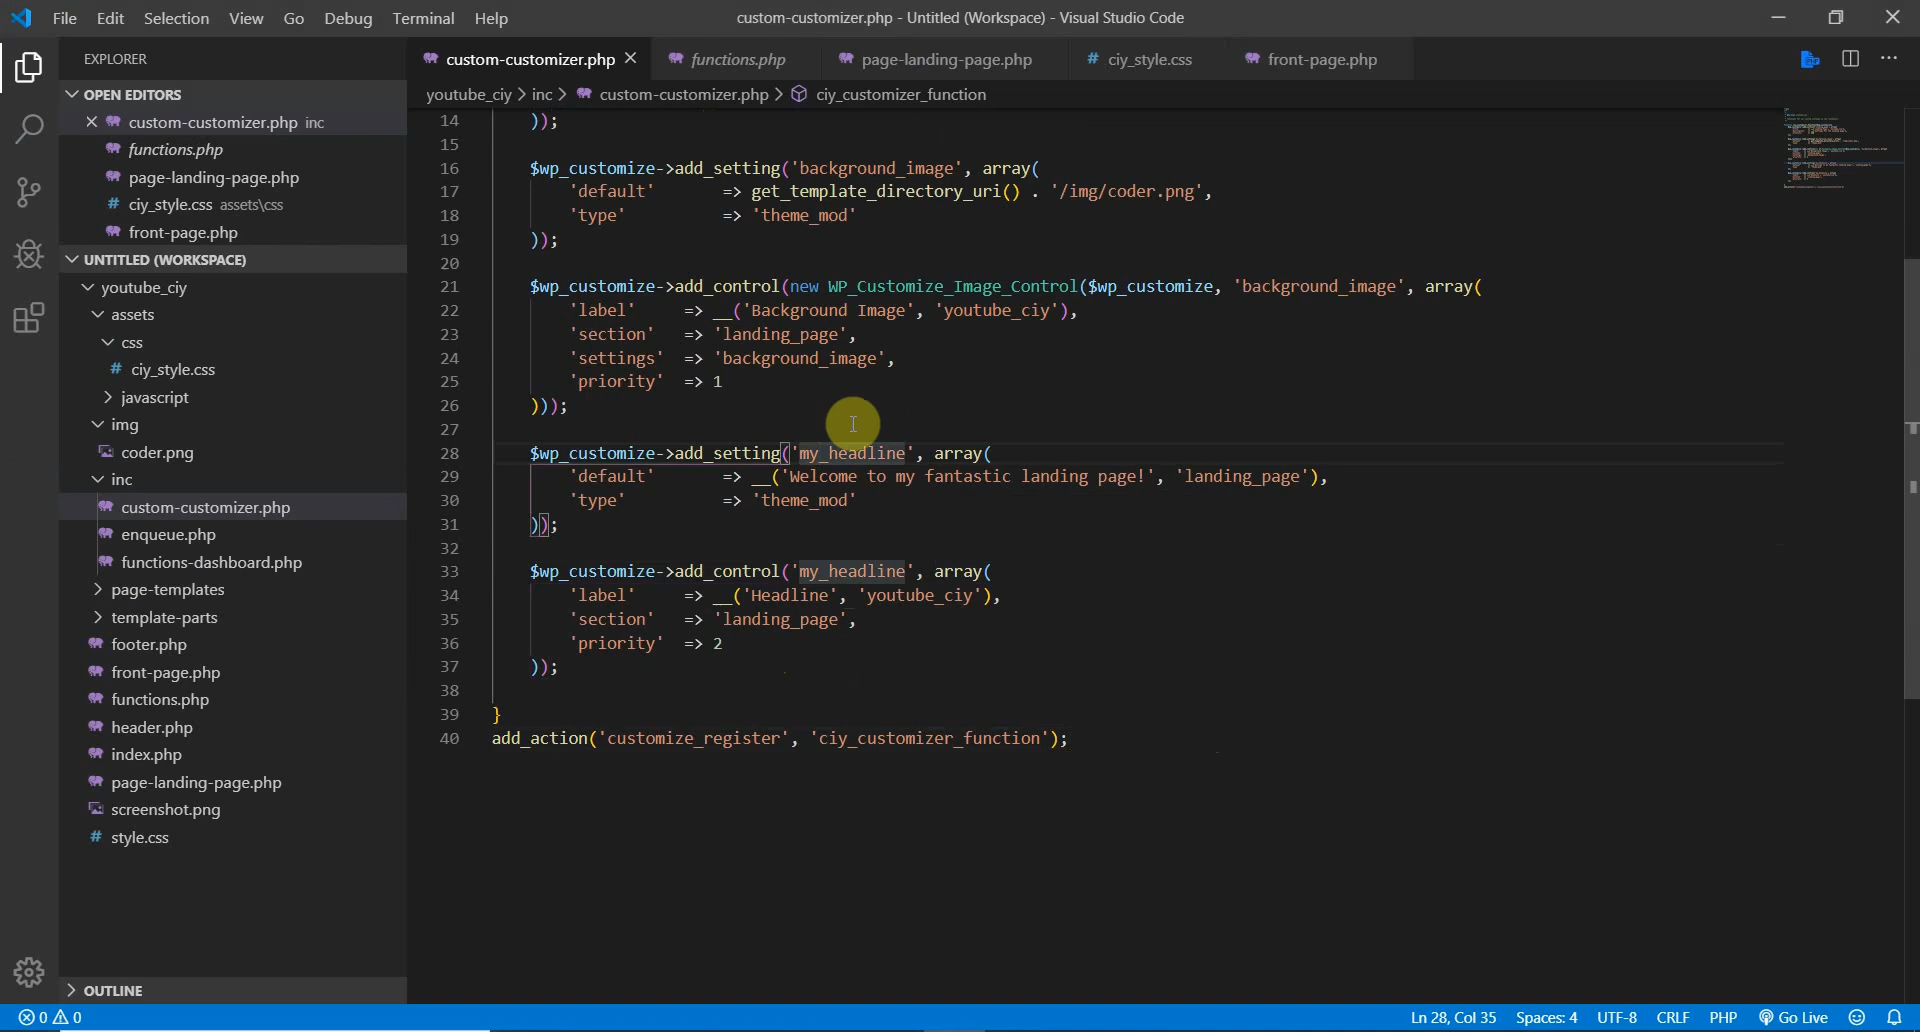 File Edit Selection View Go Debug Terminal Help
custom-customizer.php - Untitled (Workspace) - Visual Studio Code
EXPLORER
OPEN EDITORS
custom-customizer.php inc
functions.php
page-landing-page.php
ciy_style.css assets\css
front-page.php
UNTITLED (WORKSPACE)
youtube_ciy
assets
css
ciy_style.css
javascript
img
coder.png
inc
custom-customizer.php
enqueue.php
functions-dashboard.php
page-templates
template-parts
footer.php
front-page.php
functions.php
header.php
index.php
page-landing-page.php
screenshot.png
style.css
OUTLINE
custom-customizer.php functions.php page-landing-page.php ciy_style.css front-page.php
youtube_ciy > inc > custom-customizer.php > ciy_customizer_function
14 ));
15
16 $wp_customize->add_setting('background_image', array(
17 'default' => get_template_directory_uri() . '/img/coder.png',
18 'type' => 'theme_mod'
19 ));
20
21 $wp_customize->add_control(new WP_Customize_Image_Control($wp_customize, 'background_image', array(
22 'label' => __('Background Image', 'youtube_ciy'),
23 'section' => 'landing_page',
24 'settings' => 'background_image',
25 'priority' => 1
26 )));
27
28 $wp_customize->add_setting('my_headline', array(
29 'default' => __('Welcome to my fantastic landing page!', 'landing_page'),
30 'type' => 'theme_mod'
31 ));
32
33 $wp_customize->add_control('my_headline', array(
34 'label' => __('Headline', 'youtube_ciy'),
35 'section' => 'landing_page',
36 'priority' => 2
37 ));
38
39 }
40 add_action('customize_register', 'ciy_customizer_function');
0 0
Ln 28, Col 35 Spaces: 4 UTF-8 CRLF PHP Go Live